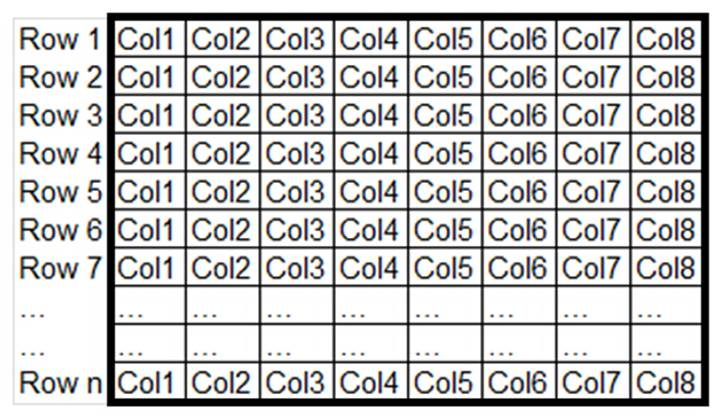 Row 1 Col1 Col2 Col3 Col4 Col5 Col6 Col7 Col8
Row 2 Col1 Col2 Col3 Col4 Col5 Col6 Col7 Col8
Row 3 Col1 Col2 Col3 Col4 Col5 Col6 Col7 Col8
Row 4 Col1 Col2 Col3 Col4 Col5 Col6 Col7 Col8
Row 5 Col1 Col2 Col3 Col4 Col5 Col6 Col7 Col8
Row 6 Col1 Col2 Col3 Col4 Col5 Col6 Col7 Col8
Row 7 Col1 Col2 Col3 Col4 Col5 Col6 Col7 Col8
... ... ... ... ... ... ... ... ...
... ... ... ... ... ... ... ... ...
Row n Col1 Col2 Col3 Col4 Col5 Col6 Col7 Col8